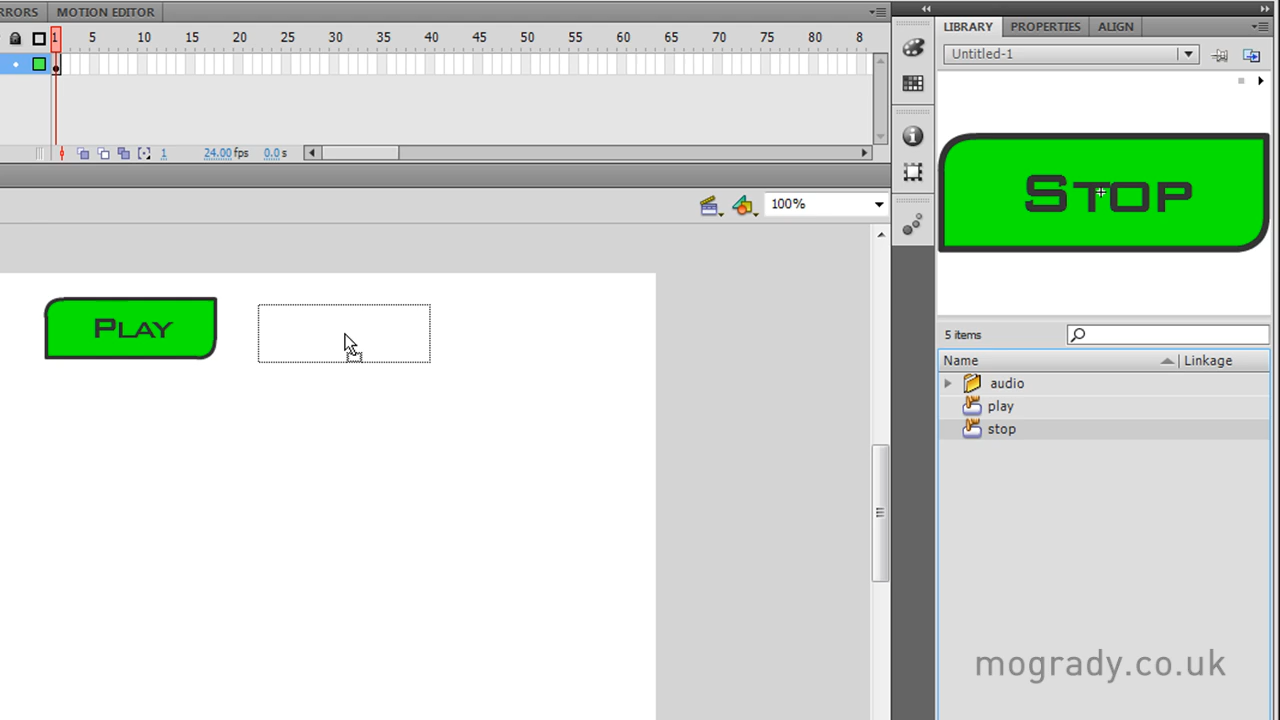 RRORS MOTION EDITOR
1 5 10 15 20 25 30 35 40 45 50 55 60 65 70 75 80 8
1 24.00 fps 0.0 s
100%
PLAY
LIBRARY PROPERTIES ALIGN
Untitled-1
STOP
5 items
Name Linkage
audio
play
stop
mogrady.co.uk